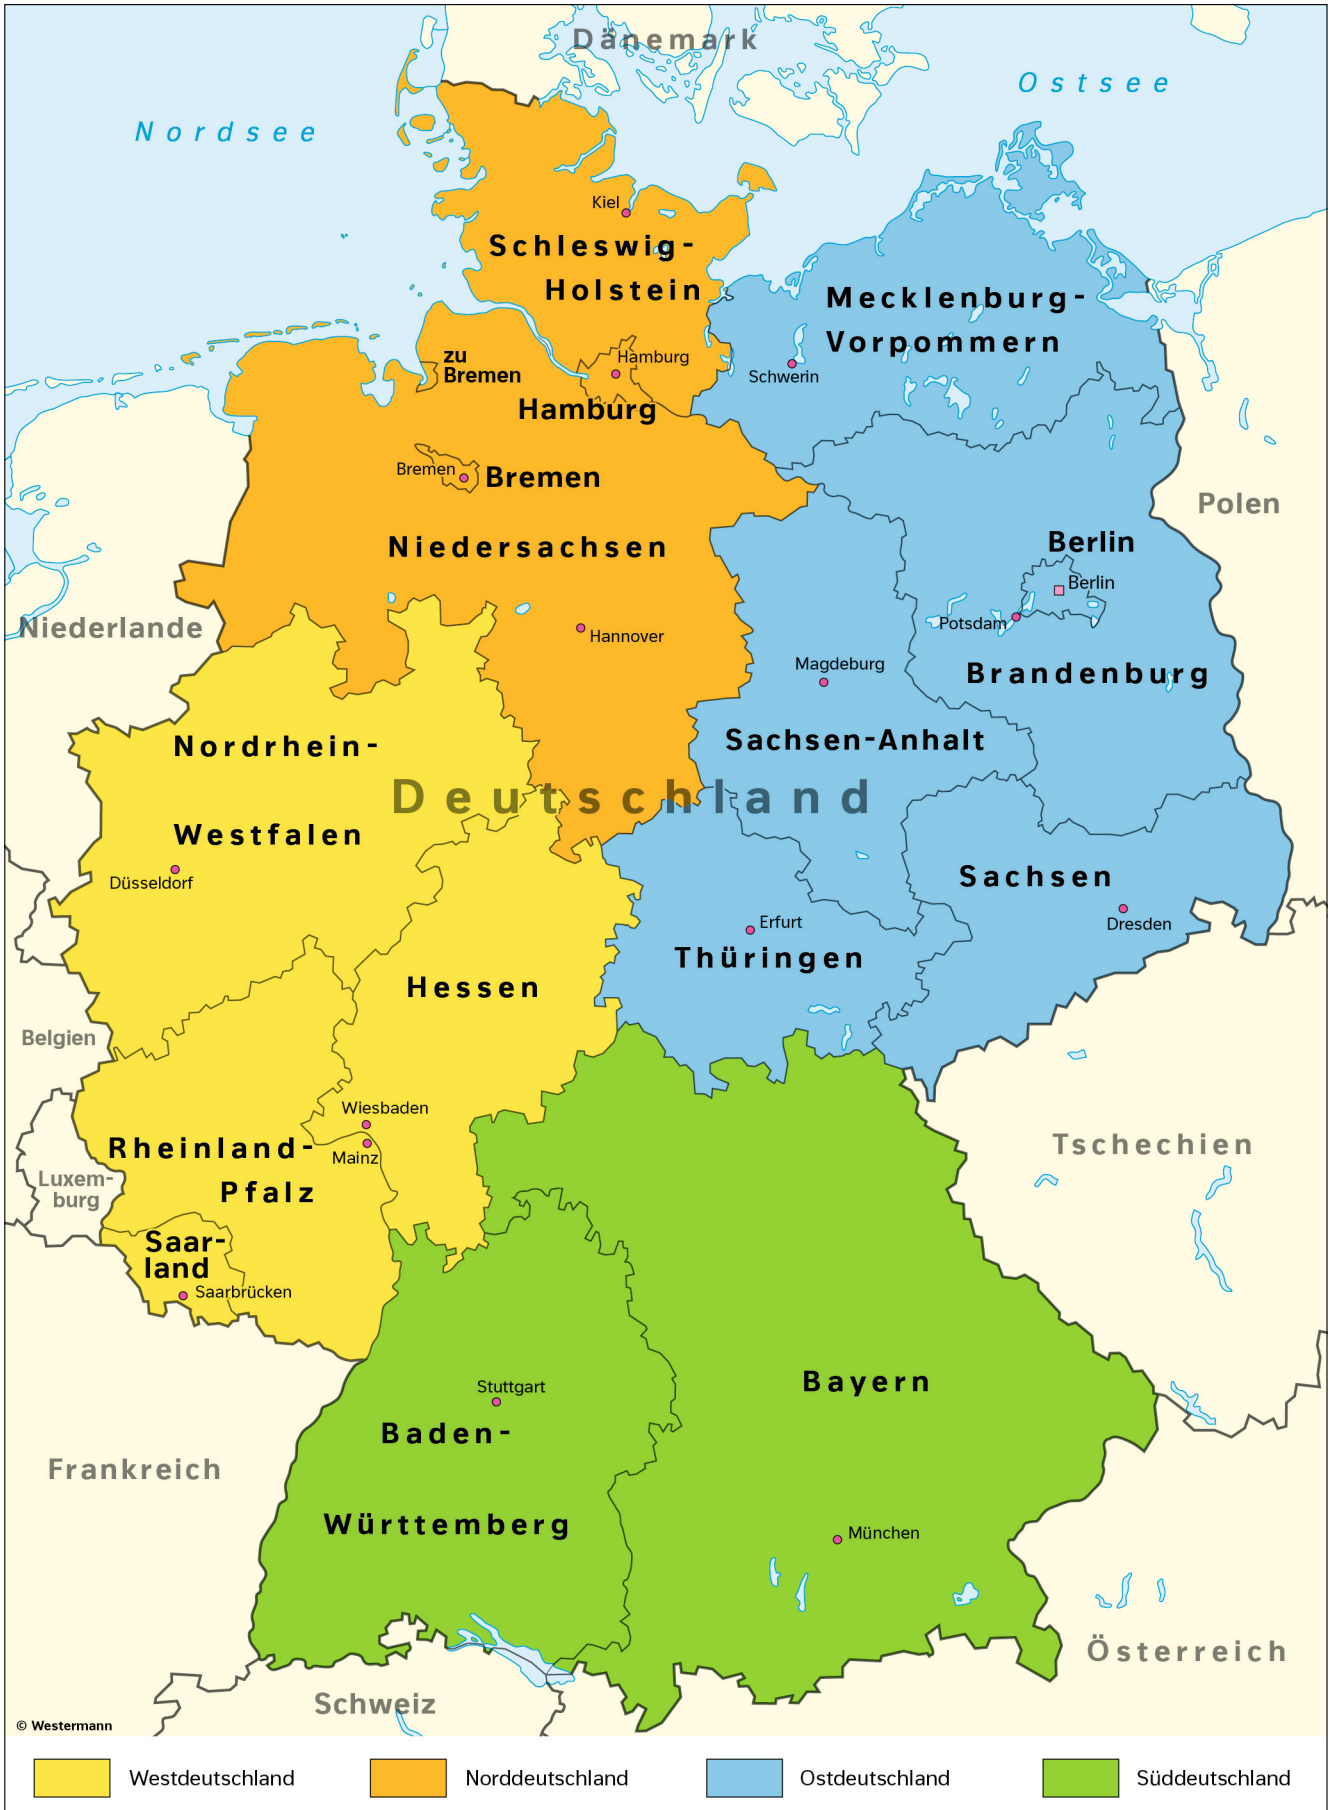 Dänemark
Ostsee
Nordsee
Kiel
Schleswig-
Holstein
Mecklenburg-
Vorpommern
zu
Bremen
Hamburg
Schwerin
Hamburg
Bremen
Bremen
Polen
Niedersachsen
Berlin
Berlin
Niederlande
Hannover
Potsdam
Magdeburg
Brandenburg
Nordrhein-
Westfalen
Sachsen-Anhalt
Deutschland
Düsseldorf
Sachsen
Dresden
Erfurt
Thüringen
Hessen
Belgien
Wiesbaden
Mainz
Rheinland-
Pfalz
Tschechien
Luxem-
burg
Saar-
land
Saarbrücken
Bayern
Stuttgart
Baden-
Württemberg
Frankreich
München
Österreich
Schweiz
© Westermann
Westdeutschland
Norddeutschland
Ostdeutschland
Süddeutschland